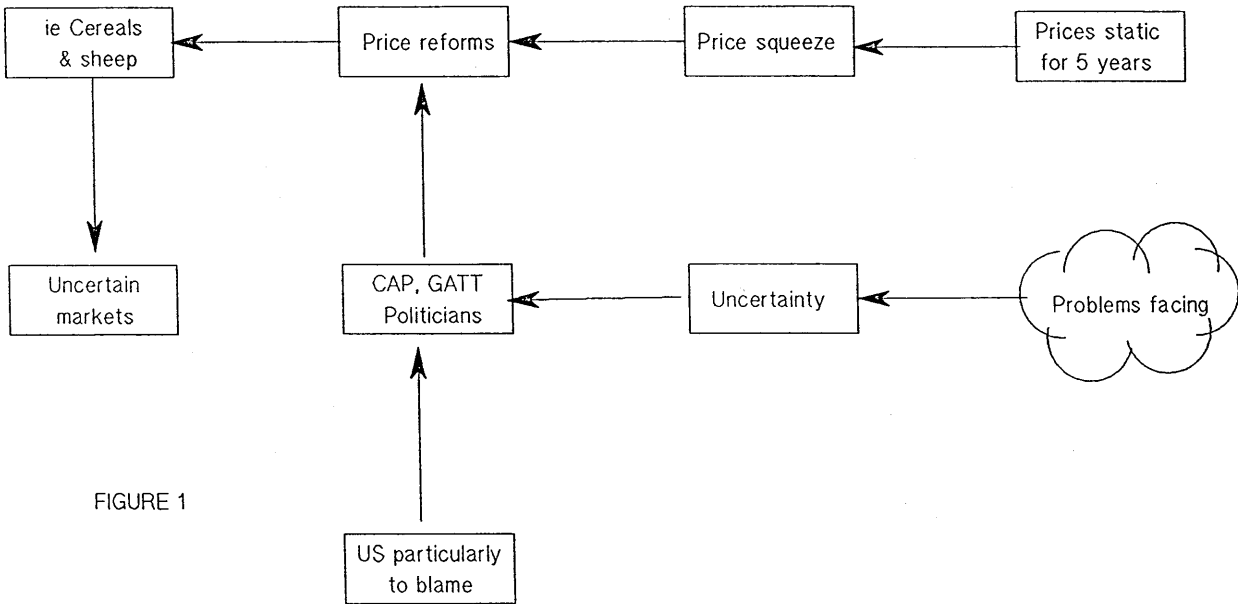 ie Cereals
& sheep
Price reforms
Price squeeze
Prices static
for 5 years
Uncertain
markets
CAP, GATT
Politicians
Uncertainty
Problems facing
FIGURE 1
US particularly
to blame